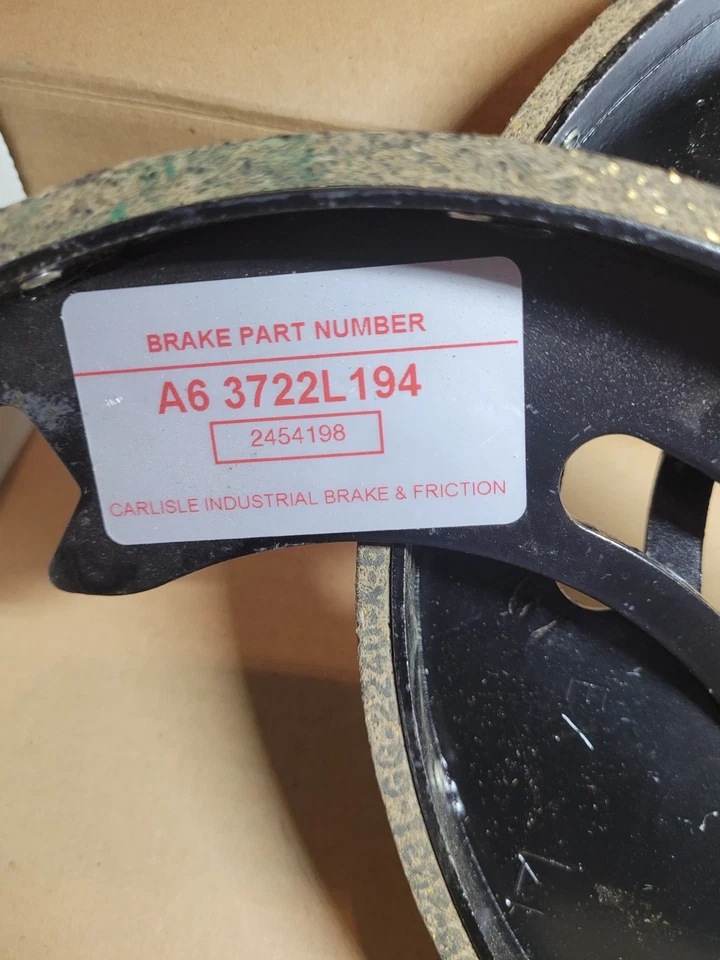 BRAKE PART NUMBER
A6 3722L194
2454198
CARLISLE INDUSTRIAL BRAKE & FRICTION